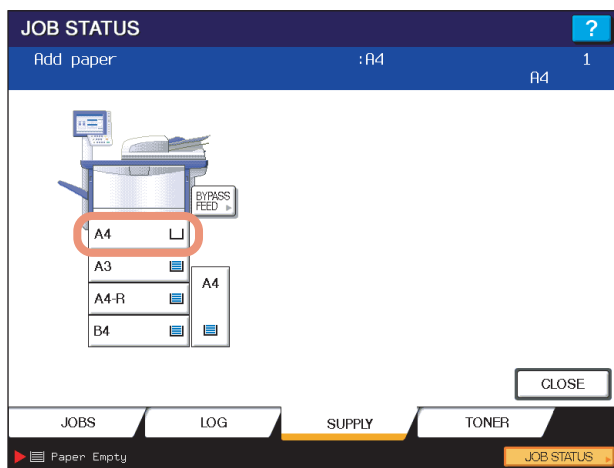 JOB STATUS ?
Add paper :A4 1
A4
BYPASS
FEED
A4
A3
A4
A4-R
B4
CLOSE
JOBS LOG SUPPLY TONER
Paper Empty JOB STATUS